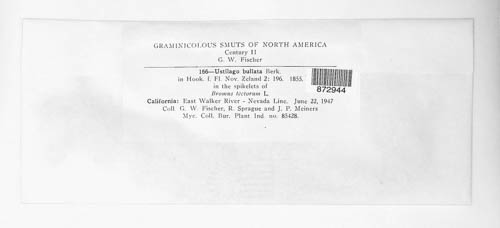 GRAMINICOLOUS SMUTS OF NORTH AMERICA
Century II
G. W. Fischer
166—Ustilago bullata Berk.
in Hook. f. Fl. Nov. Zeland 2: 196. 1855.
in the spikelets of
Bromus tectorum L.
California: East Walker River - Nevada Line. June 22, 1947
Coll. G. W. Fischer, R. Sprague and J. P. Meiners
Myc. Coll. Bur. Plant Ind. no. 85428.
872944